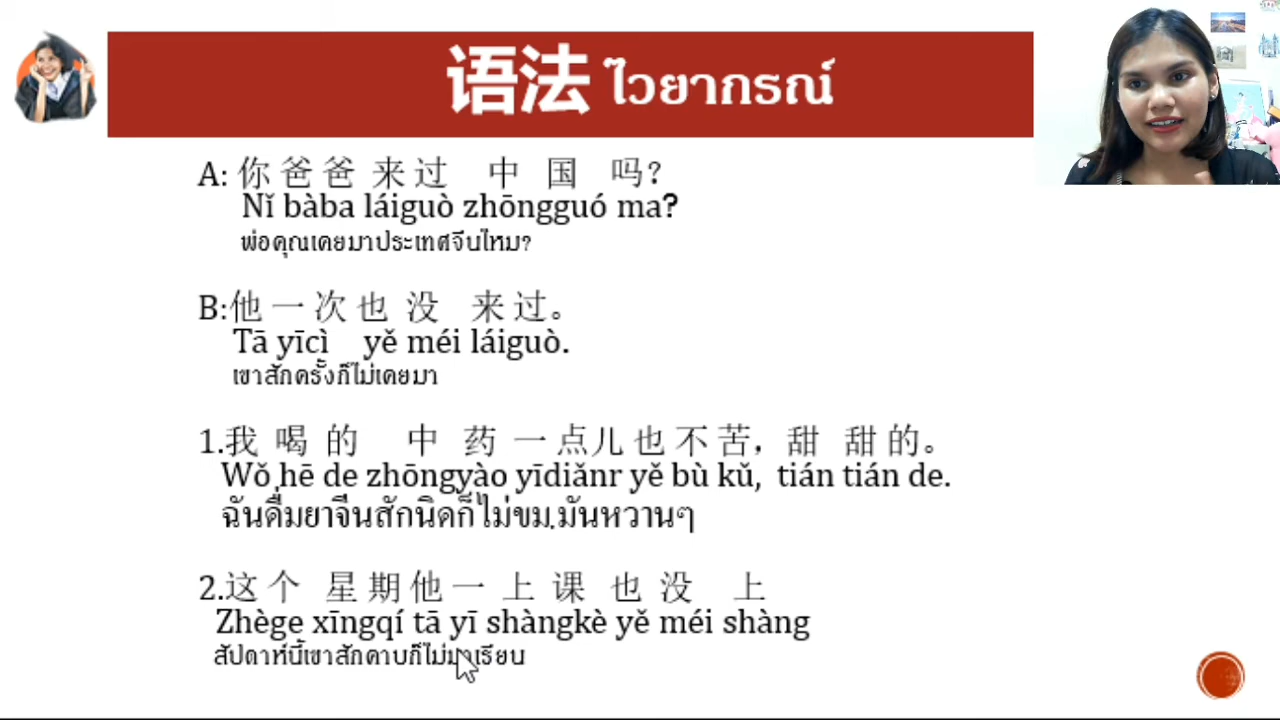 语法 ไวยากรณ์
A: 你 爸 爸 来 过 中 国 吗?
Nǐ bàba láiguò zhōngguó ma?
พ่อคุณเคยมาประเทศจีนไหม?
B:他 一 次 也 没 来 过。
Tā yīcì yě méi láiguò.
เขาสักครั้งก็ไม่เคยมา
1.我 喝 的 中 药 一 点儿 也 不 苦，甜 甜 的。
Wǒ hē de zhōngyào yīdiǎnr yě bù kǔ, tián tián de.
ฉันดื่มยาจีนสักนิดก็ไม่ขม.มันหวานๆ
2.这 个 星 期 他 一 上 课 也 没 上
Zhège xīngqí tā yī shàngkè yě méi shàng
สัปดาห์นี้เขาสักคาบก็ไม่มาเรียน